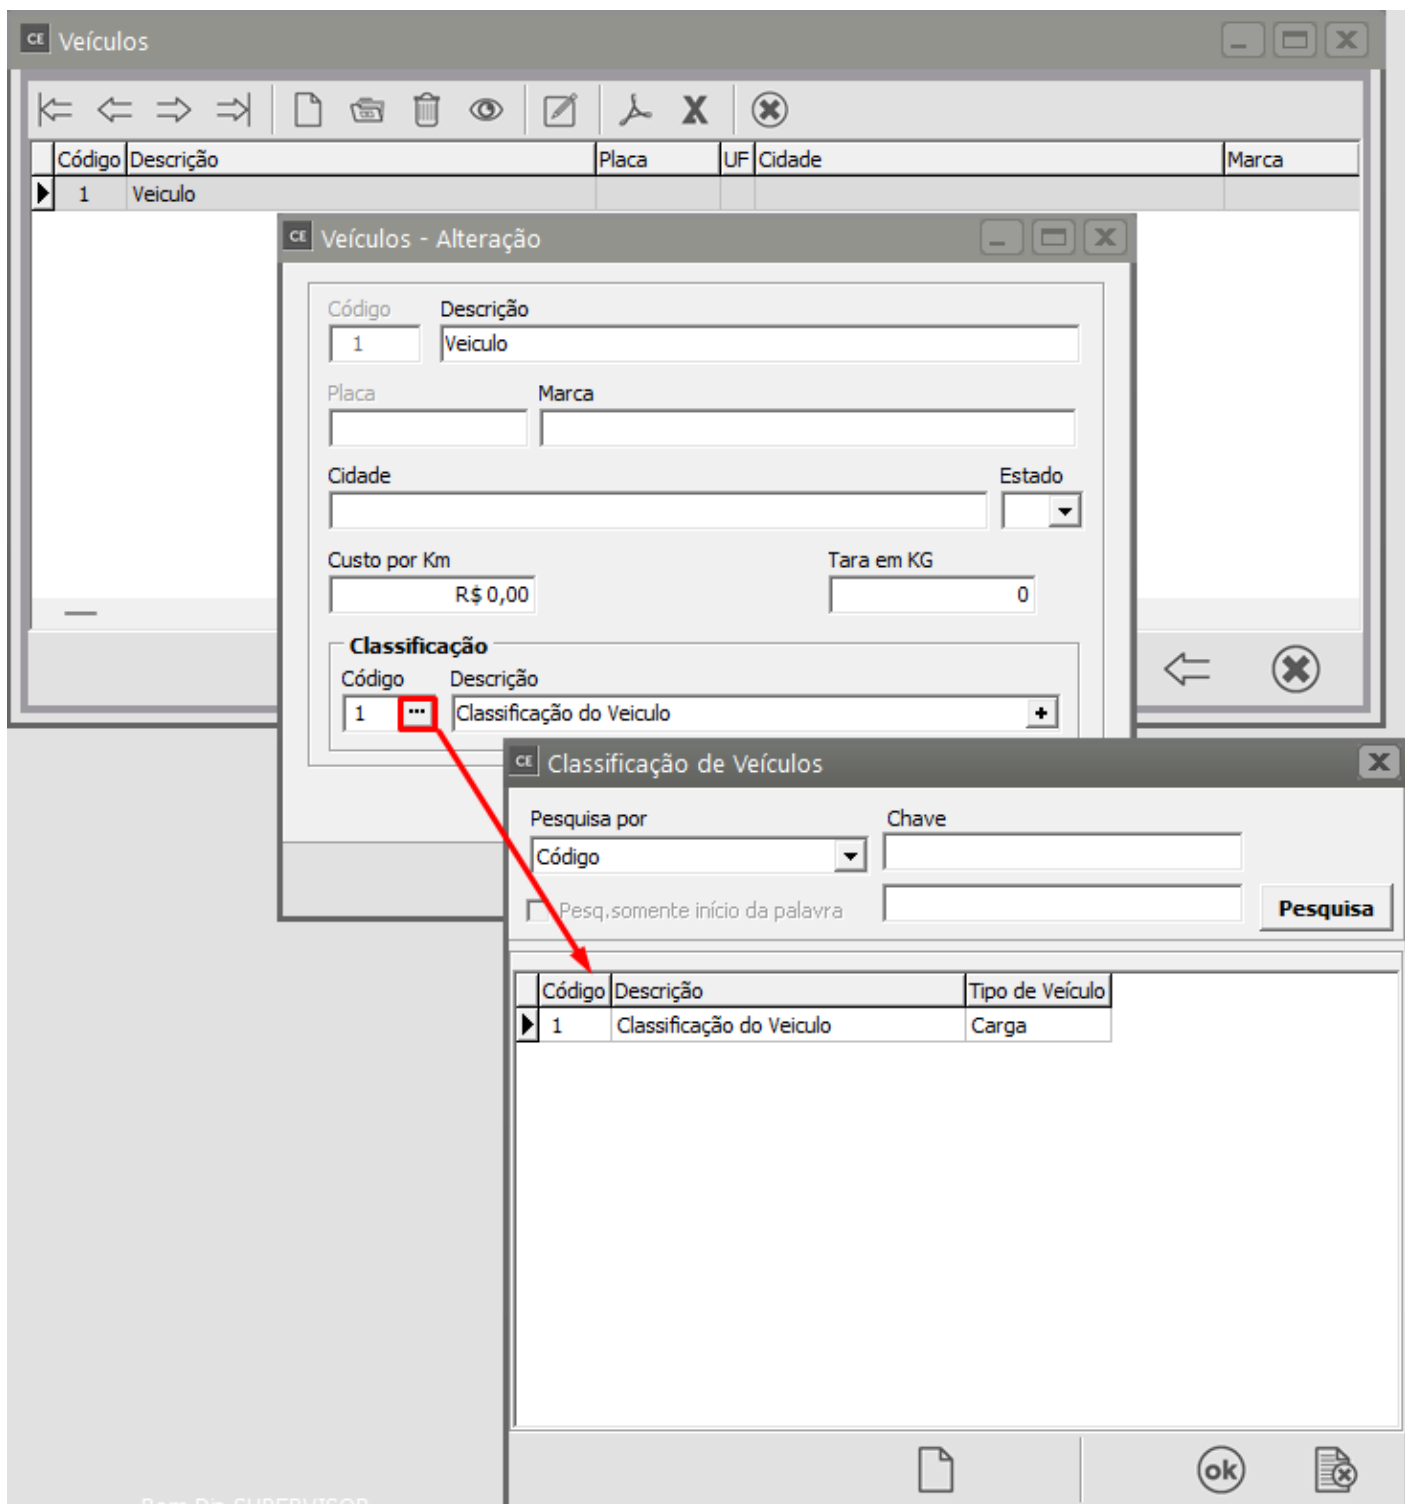 CE Veículos
Código Descrição Placa UF Cidade Marca
1 Veiculo
CE Veículos - Alteração
Código Descrição
1 Veiculo
Placa Marca
Cidade Estado
Custo por Km Tara em KG
R$ 0,00 0
Classificação
Código Descrição
1 ... Classificação do Veiculo +
CE Classificação de Veículos
Pesquisa por Chave
Código
Pesq.somente início da palavra Pesquisa
Código Descrição Tipo de Veículo
1 Classificação do Veiculo Carga
ok